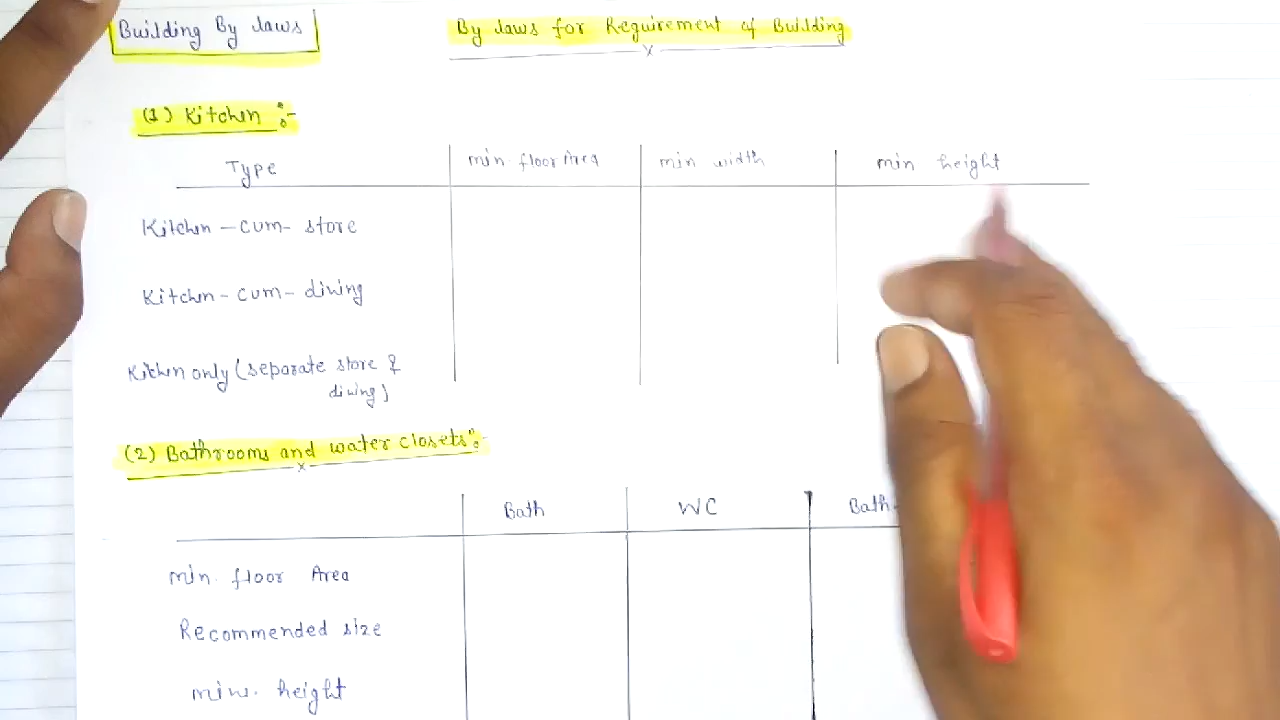 Building By laws
By laws for Requirement of Building
(1) Kitchen :-
Type min. floor Area min width min height
Kitchen - cum - store
Kitchen - cum - dining
Kitchen only (separate store &
dining)
(2) Bathrooms and water closets :-
Bath WC Bath
min. floor Area
Recommended size
min. height